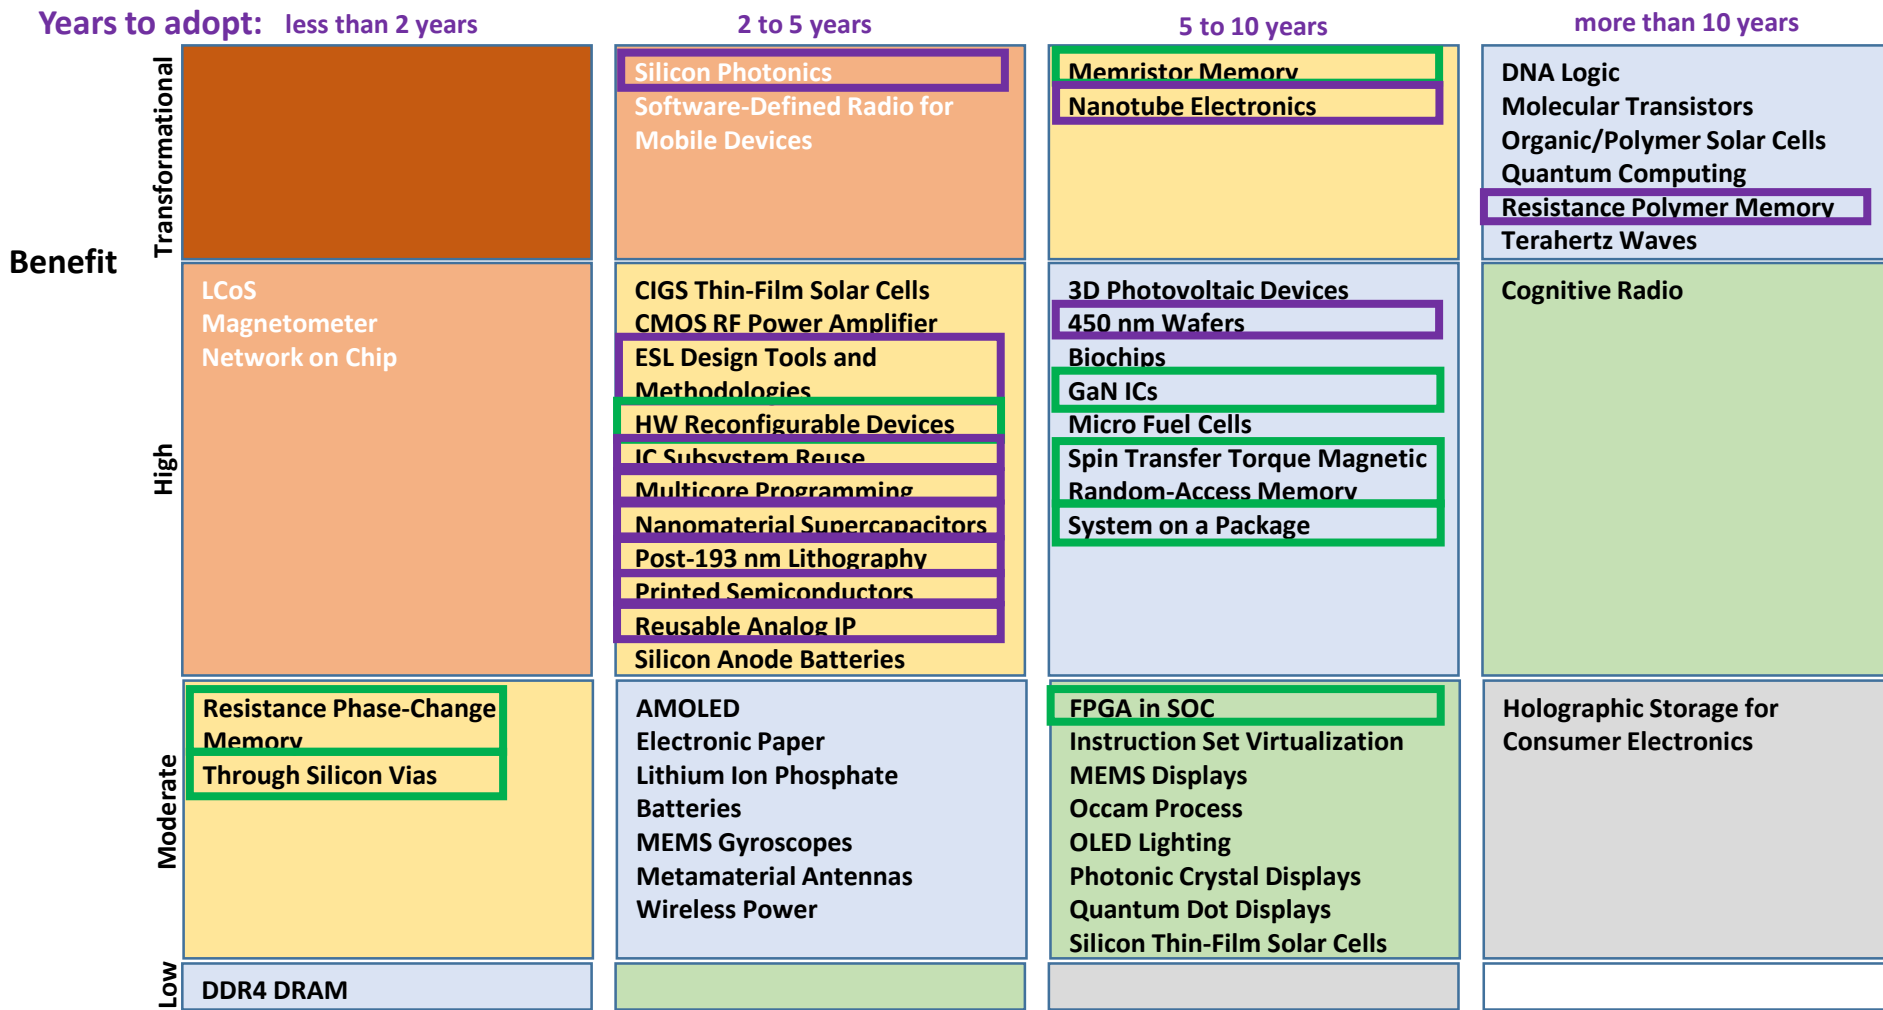 Years to adopt: less than 2 years 2 to 5 years 5 to 10 years more than 10 years
Benefit
Transformational
Silicon Photonics
Software-Defined Radio for
Mobile Devices
Memristor Memory
Nanotube Electronics
DNA Logic
Molecular Transistors
Organic/Polymer Solar Cells
Quantum Computing
Resistance Polymer Memory
Terahertz Waves
High
LCoS
Magnetometer
Network on Chip
CIGS Thin-Film Solar Cells
CMOS RF Power Amplifier
ESL Design Tools and
Methodologies
HW Reconfigurable Devices
IC Subsystem Reuse
Multicore Programming
Nanomaterial Supercapacitors
Post-193 nm Lithography
Printed Semiconductors
Reusable Analog IP
Silicon Anode Batteries
3D Photovoltaic Devices
450 nm Wafers
Biochips
GaN ICs
Micro Fuel Cells
Spin Transfer Torque Magnetic
Random-Access Memory
System on a Package
Cognitive Radio
Moderate
Resistance Phase-Change
Memory
Through Silicon Vias
AMOLED
Electronic Paper
Lithium Ion Phosphate
Batteries
MEMS Gyroscopes
Metamaterial Antennas
Wireless Power
FPGA in SOC
Instruction Set Virtualization
MEMS Displays
Occam Process
OLED Lighting
Photonic Crystal Displays
Quantum Dot Displays
Silicon Thin-Film Solar Cells
Holographic Storage for
Consumer Electronics
Low
DDR4 DRAM